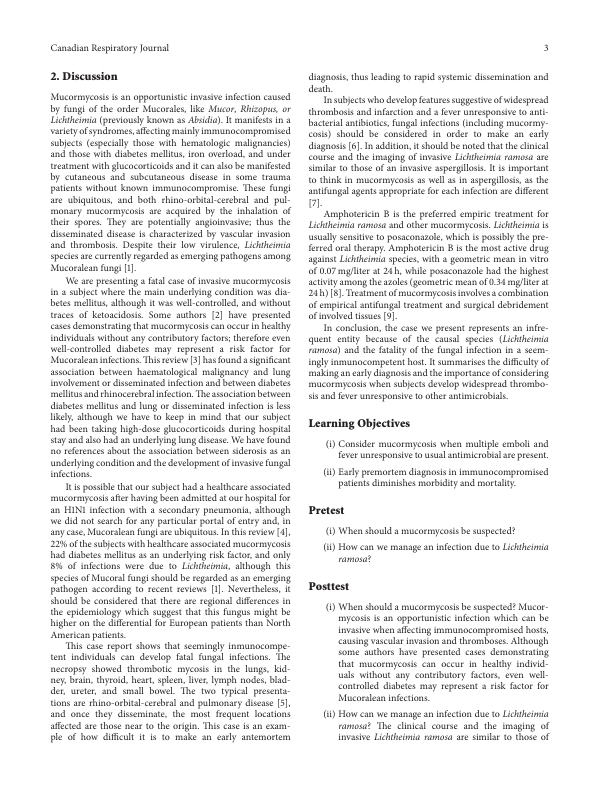 Canadian Respiratory Journal
3
2. Discussion
Mucormycosis is an opportunistic invasive infection caused
by fungi of the order Mucorales, like Mucor, Rhizopus, or
Lichtheimia (previously known as Absidia). It manifests in a
variety of syndromes, affecting mainly immunocompromised
subjects (especially those with hematologic malignancies)
and those with diabetes mellitus, iron overload, and under
treatment with glucocorticoids and it can also be manifested
by cutaneous and subcutaneous disease in some trauma
patients without known immunocompromise. These fungi
are ubiquitous, and both rhino-orbital-cerebral and pul-
monary mucormycosis are acquired by the inhalation of
their spores. They are potentially angioinvasive; thus the
disseminated disease is characterized by vascular invasion
and thrombosis. Despite their low virulence, Lichtheimia
species are currently regarded as emerging pathogens among
Mucoralean fungi [1].
We are presenting a fatal case of invasive mucormycosis
in a subject where the main underlying condition was dia-
betes mellitus, although it was well-controlled, and without
traces of ketoacidosis. Some authors [2] have presented
cases demonstrating that mucormycosis can occur in healthy
individuals without any contributory factors; therefore even
well-controlled diabetes may represent a risk factor for
Mucoralean infections. This review [3] has found a significant
association between haematological malignancy and lung
involvement or disseminated infection and between diabetes
mellitus and rhinocerebral infection. The association between
diabetes mellitus and lung or disseminated infection is less
likely, although we have to keep in mind that our subject
had been taking high-dose glucocorticoids during hospital
stay and also had an underlying lung disease. We have found
no references about the association between siderosis as an
underlying condition and the development of invasive fungal
infections.
It is possible that our subject had a healthcare associated
mucormycosis after having been admitted at our hospital for
an H1N1 infection with a secondary pneumonia, although
we did not search for any particular portal of entry and, in
any case, Mucoralean fungi are ubiquitous. In this review [4],
22% of the subjects with healthcare associated mucormycosis
had diabetes mellitus as an underlying risk factor, and only
8% of infections were due to Lichtheimia, although this
species of Mucoral fungi should be regarded as an emerging
pathogen according to recent reviews [1]. Nevertheless, it
should be considered that there are regional differences in
the epidemiology which suggest that this fungus might be
higher on the differential for European patients than North
American patients.
This case report shows that seemingly inmunocompe-
tent individuals can develop fatal fungal infections. The
necropsy showed thrombotic mycosis in the lungs, kid-
ney, brain, thyroid, heart, spleen, liver, lymph nodes, blad-
der, ureter, and small bowel. The two typical presenta-
tions are rhino-orbital-cerebral and pulmonary disease [5],
and once they disseminate, the most frequent locations
affected are those near to the origin. This case is an exam-
ple of how difficult it is to make an early antemortem
diagnosis, thus leading to rapid systemic dissemination and
death.
In subjects who develop features suggestive of widespread
thrombosis and infarction and a fever unresponsive to anti-
bacterial antibiotics, fungal infections (including mucormy-
cosis) should be considered in order to make an early
diagnosis [6]. In addition, it should be noted that the clinical
course and the imaging of invasive Lichtheimia ramosa are
similar to those of an invasive aspergillosis. It is important
to think in mucormycosis as well as in aspergillosis, as the
antifungal agents appropriate for each infection are different
[7].
Amphotericin B is the preferred empiric treatment for
Lichtheimia ramosa and other mucormycosis. Lichtheimia is
usually sensitive to posaconazole, which is possibly the pre-
ferred oral therapy. Amphotericin B is the most active drug
against Lichtheimia species, with a geometric mean in vitro
of 0.07 mg/liter at 24 h, while posaconazole had the highest
activity among the azoles (geometric mean of 0.34 mg/liter at
24 h) [8]. Treatment of mucormycosis involves a combination
of empirical antifungal treatment and surgical debridement
of involved tissues [9].
In conclusion, the case we present represents an infre-
quent entity because of the causal species (Lichtheimia
ramosa) and the fatality of the fungal infection in a seem-
ingly inmunocompetent host. It summarises the difficulty of
making an early diagnosis and the importance of considering
mucormycosis when subjects develop widespread thrombo-
sis and fever unresponsive to other antimicrobials.
Learning Objectives
(i) Consider mucormycosis when multiple emboli and
fever unresponsive to usual antimicrobial are present.
(ii) Early premortem diagnosis in immunocompromised
patients diminishes morbidity and mortality.
Pretest
(i) When should a mucormycosis be suspected?
(ii) How can we manage an infection due to Lichtheimia
ramosa?
Posttest
(i) When should a mucormycosis be suspected? Mucor-
mycosis is an opportunistic infection which can be
invasive when affecting immunocompromised hosts,
causing vascular invasion and thromboses. Although
some authors have presented cases demonstrating
that mucormycosis can occur in healthy individ-
uals without any contributory factors, even well-
controlled diabetes may represent a risk factor for
Mucoralean infections.
(ii) How can we manage an infection due to Lichtheimia
ramosa? The clinical course and the imaging of
invasive Lichtheimia ramosa are similar to those of